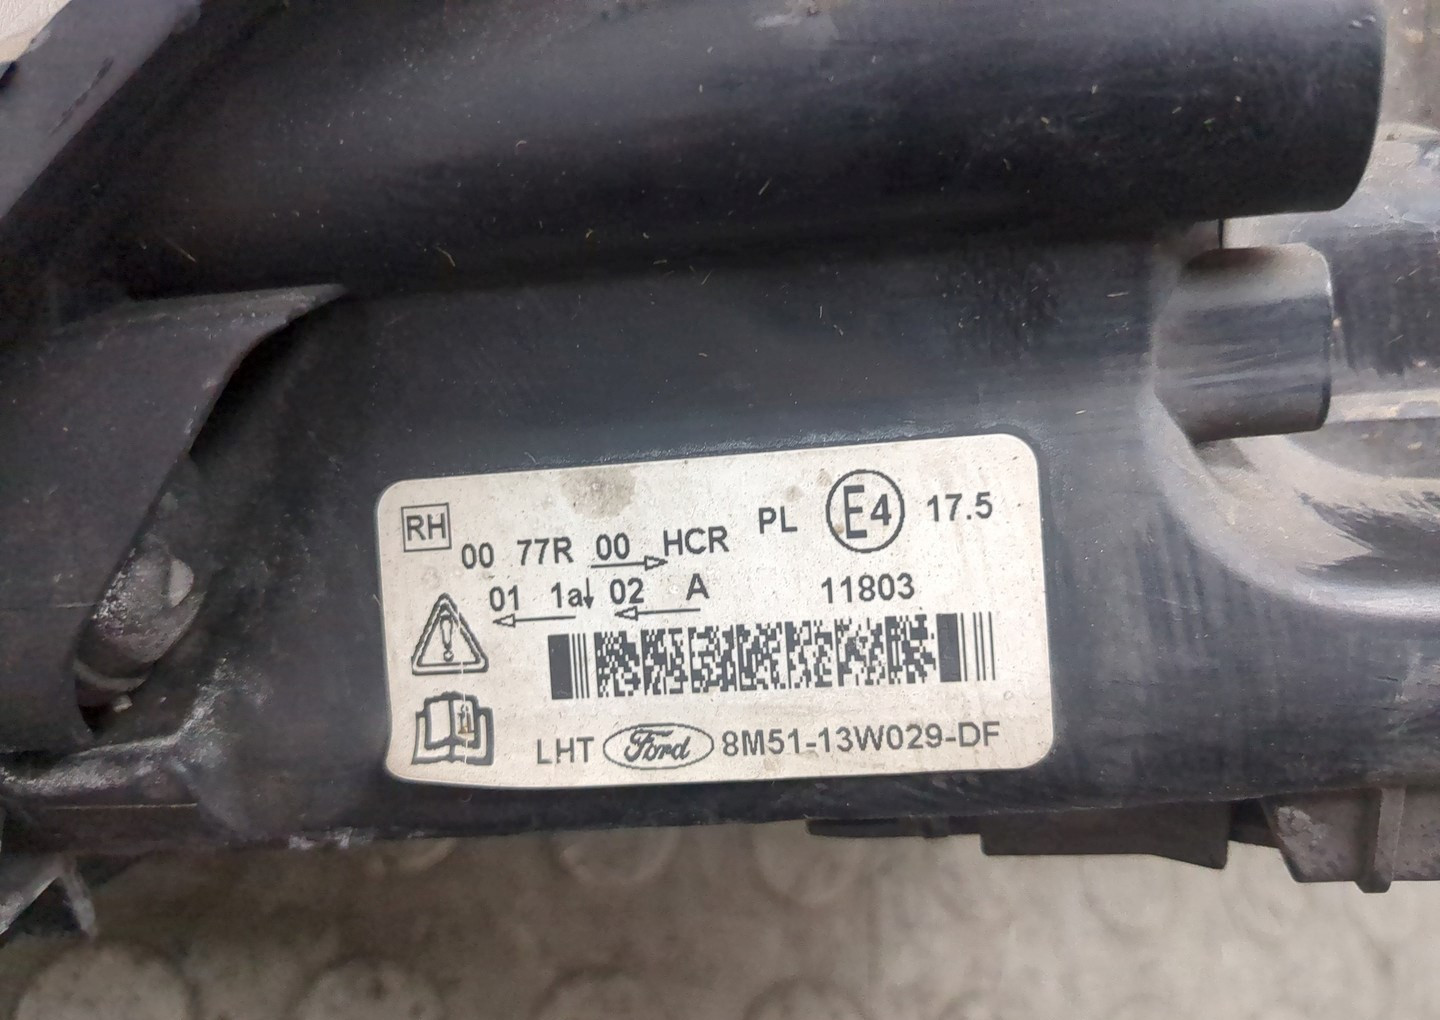 RH 00 77R 00 HCR PL E4 17.5
01 1a 02 A 11803
LHT Ford 8M51-13W029-DF